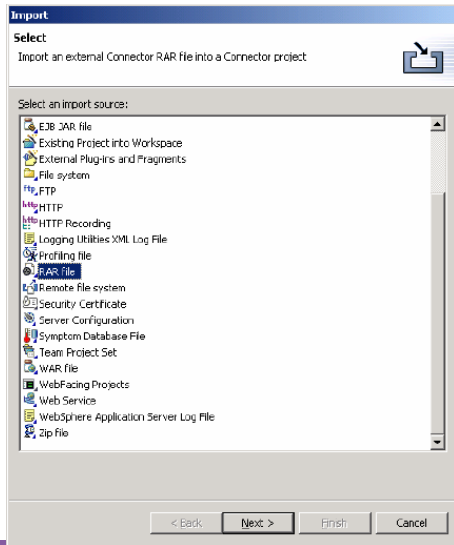 Import
Select
Import an external Connector RAR file into a Connector project
Select an import source:
EJB JAR file
Existing Project into Workspace
External Plug-ins and Fragments
File system
FTP
HTTP
HTTP Recording
Logging Utilities XML Log File
Profiling file
RAR file
Remote file system
Security Certificate
Server Configuration
Symptom Database File
Team Project Set
WAR file
WebFacing Projects
Web Service
WebSphere Application Server Log File
Zip file
< Back Next > Finish Cancel